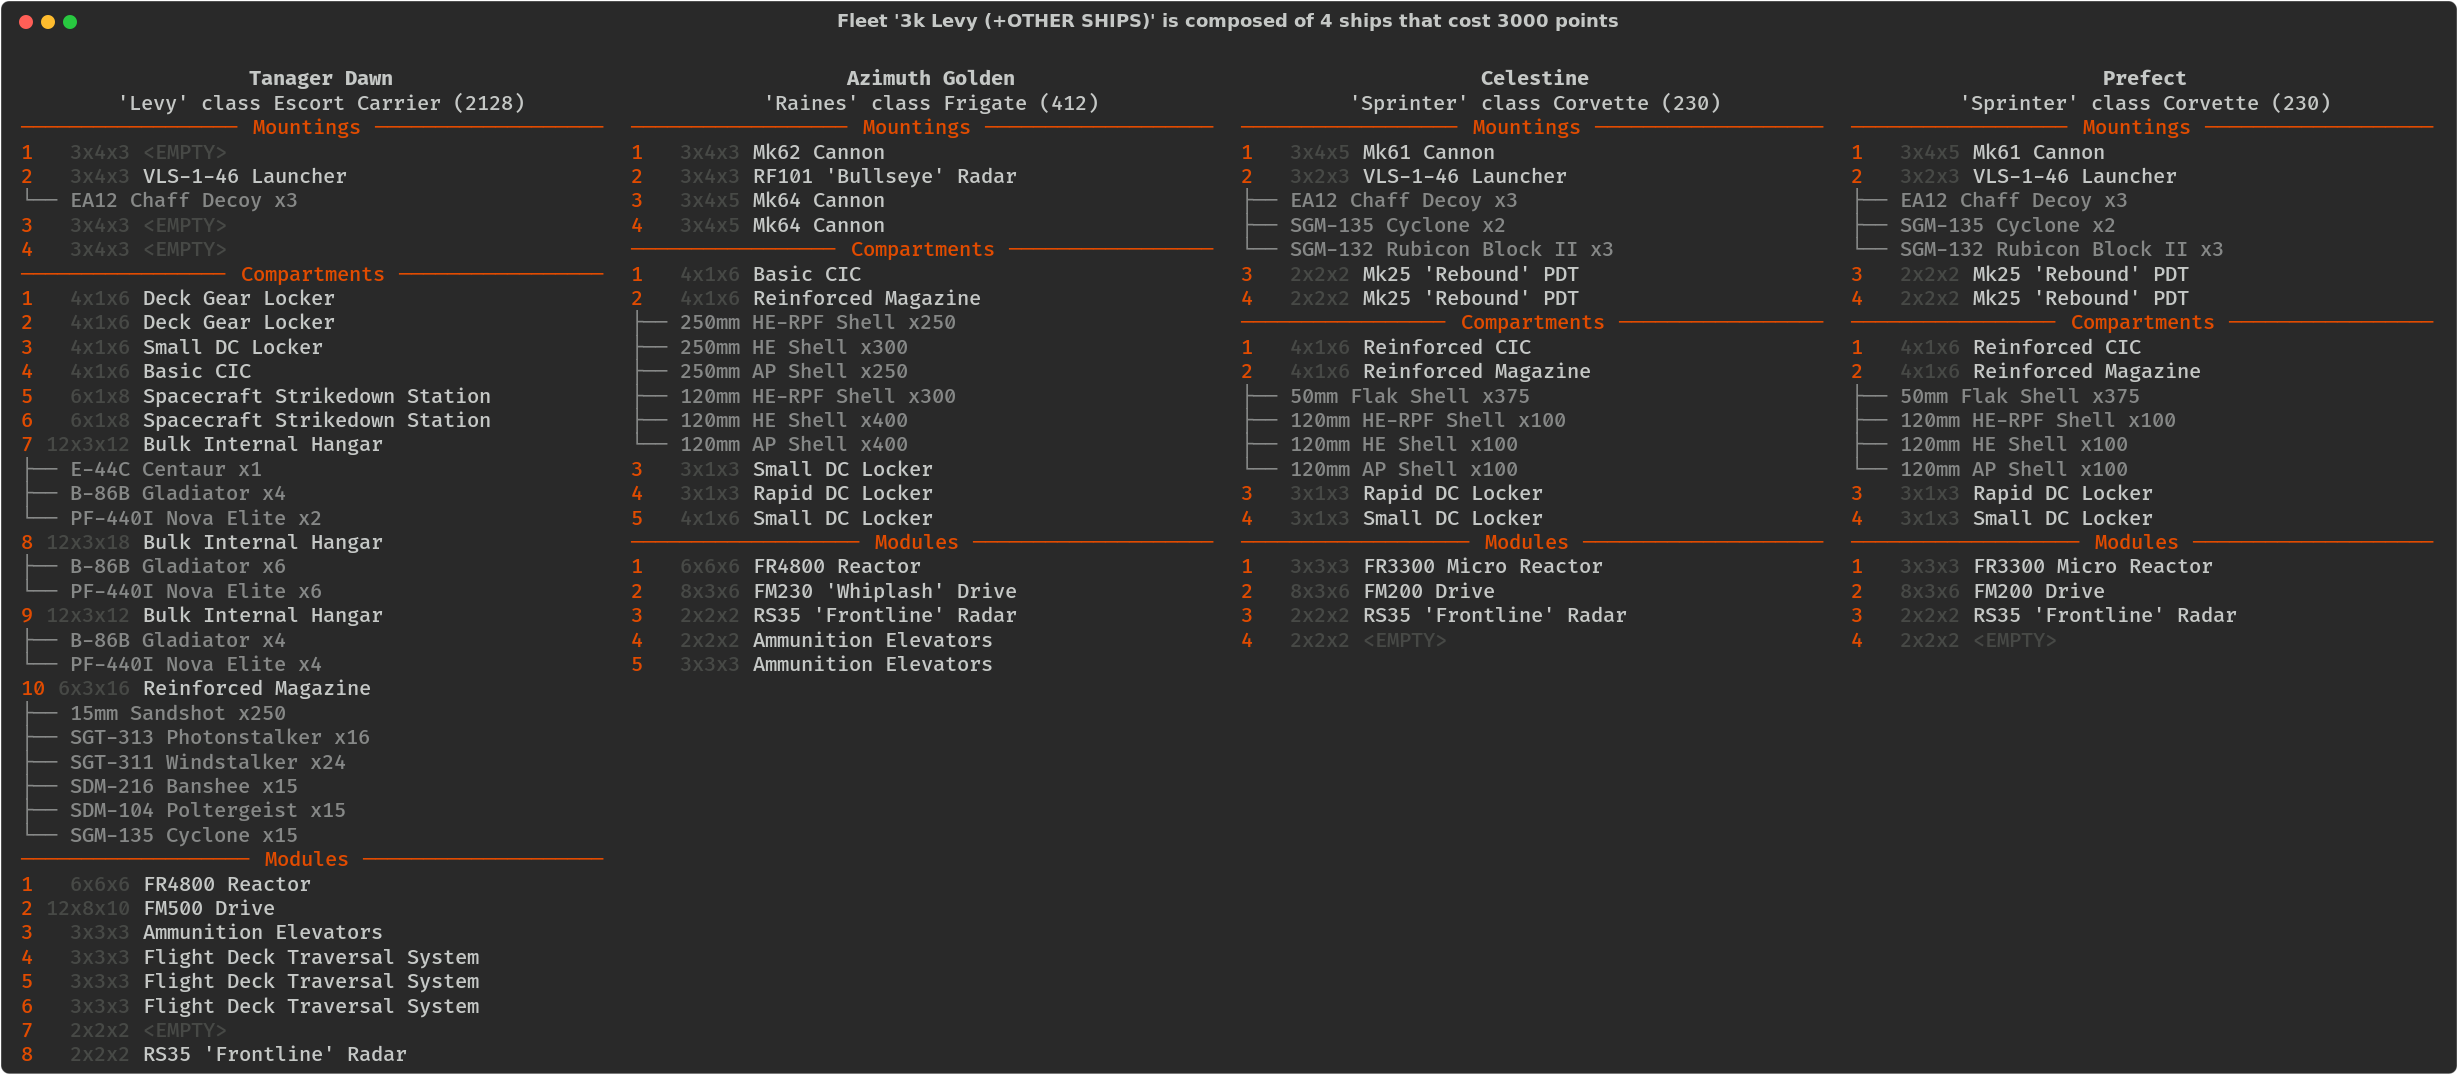 Fleet '3k Levy (+OTHER SHIPS)' is composed of 4 ships that cost 3000 points
Tanager Dawn
'Levy' class Escort Carrier (2128)
Mountings
1 3x4x3 <EMPTY>
2 3x4x3 VLS-1-46 Launcher
EA12 Chaff Decoy x3
3 3x4x3 <EMPTY>
4 3x4x3 <EMPTY>
Compartments
1 4x1x6 Deck Gear Locker
2 4x1x6 Deck Gear Locker
3 4x1x6 Small DC Locker
4 4x1x6 Basic CIC
5 6x1x8 Spacecraft Strikedown Station
6 6x1x8 Spacecraft Strikedown Station
7 12x3x12 Bulk Internal Hangar
E-44C Centaur x1
B-86B Gladiator x4
PF-440I Nova Elite x2
8 12x3x18 Bulk Internal Hangar
B-86B Gladiator x6
PF-440I Nova Elite x6
9 12x3x12 Bulk Internal Hangar
B-86B Gladiator x4
PF-440I Nova Elite x4
10 6x3x16 Reinforced Magazine
15mm Sandshot x250
SGT-313 Photonstalker x16
SGT-311 Windstalker x24
SDM-216 Banshee x15
SDM-104 Poltergeist x15
SGM-135 Cyclone x15
Modules
1 6x6x6 FR4800 Reactor
2 12x8x10 FM500 Drive
3 3x3x3 Ammunition Elevators
4 3x3x3 Flight Deck Traversal System
5 3x3x3 Flight Deck Traversal System
6 3x3x3 Flight Deck Traversal System
7 2x2x2 <EMPTY>
8 2x2x2 RS35 'Frontline' Radar
Azimuth Golden
'Raines' class Frigate (412)
Mountings
1 3x4x3 Mk62 Cannon
2 3x4x3 RF101 'Bullseye' Radar
3 3x4x5 Mk64 Cannon
4 3x4x5 Mk64 Cannon
Compartments
1 4x1x6 Basic CIC
2 4x1x6 Reinforced Magazine
250mm HE-RPF Shell x250
250mm HE Shell x300
250mm AP Shell x250
120mm HE-RPF Shell x300
120mm HE Shell x400
120mm AP Shell x400
3 3x1x3 Small DC Locker
4 3x1x3 Rapid DC Locker
5 4x1x6 Small DC Locker
Modules
1 6x6x6 FR4800 Reactor
2 8x3x6 FM230 'Whiplash' Drive
3 2x2x2 RS35 'Frontline' Radar
4 2x2x2 Ammunition Elevators
5 3x3x3 Ammunition Elevators
Celestine
'Sprinter' class Corvette (230)
Mountings
1 3x4x5 Mk61 Cannon
2 3x2x3 VLS-1-46 Launcher
EA12 Chaff Decoy x3
SGM-135 Cyclone x2
SGM-132 Rubicon Block II x3
3 2x2x2 Mk25 'Rebound' PDT
4 2x2x2 Mk25 'Rebound' PDT
Compartments
1 4x1x6 Reinforced CIC
2 4x1x6 Reinforced Magazine
50mm Flak Shell x375
120mm HE-RPF Shell x100
120mm HE Shell x100
120mm AP Shell x100
3 3x1x3 Rapid DC Locker
4 3x1x3 Small DC Locker
Modules
1 3x3x3 FR3300 Micro Reactor
2 8x3x6 FM200 Drive
3 2x2x2 RS35 'Frontline' Radar
4 2x2x2 <EMPTY>
Prefect
'Sprinter' class Corvette (230)
Mountings
1 3x4x5 Mk61 Cannon
2 3x2x3 VLS-1-46 Launcher
EA12 Chaff Decoy x3
SGM-135 Cyclone x2
SGM-132 Rubicon Block II x3
3 2x2x2 Mk25 'Rebound' PDT
4 2x2x2 Mk25 'Rebound' PDT
Compartments
1 4x1x6 Reinforced CIC
2 4x1x6 Reinforced Magazine
50mm Flak Shell x375
120mm HE-RPF Shell x100
120mm HE Shell x100
120mm AP Shell x100
3 3x1x3 Rapid DC Locker
4 3x1x3 Small DC Locker
Modules
1 3x3x3 FR3300 Micro Reactor
2 8x3x6 FM200 Drive
3 2x2x2 RS35 'Frontline' Radar
4 2x2x2 <EMPTY>